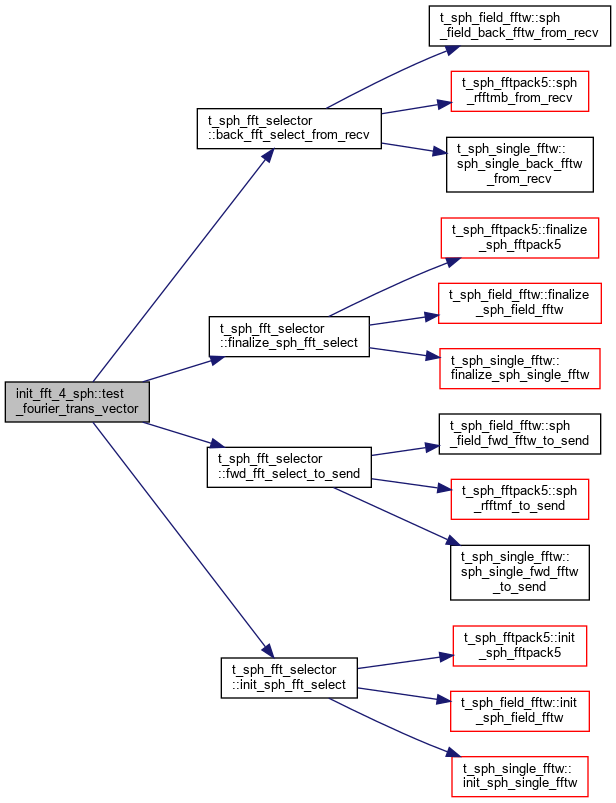 t_sph_field_fftw::sph
_field_back_fftw_from_recv
t_sph_fftpack5::sph
_rfftmb_from_recv
t_sph_fft_selector
::back_fft_select_from_recv
t_sph_single_fftw::
sph_single_back_fftw
_from_recv
t_sph_fftpack5::finalize
_sph_fftpack5
t_sph_field_fftw::finalize
_sph_field_fftw
t_sph_fft_selector
::finalize_sph_fft_select
t_sph_single_fftw::
finalize_sph_single_fftw
init_fft_4_sph::test
_fourier_trans_vector
t_sph_field_fftw::sph
_field_fwd_fftw_to_send
t_sph_fft_selector
::fwd_fft_select_to_send
t_sph_fftpack5::sph
_rfftmf_to_send
t_sph_single_fftw::
sph_single_fwd_fftw
_to_send
t_sph_fftpack5::init
_sph_fftpack5
t_sph_fft_selector
::init_sph_fft_select
t_sph_field_fftw::init
_sph_field_fftw
t_sph_single_fftw::
init_sph_single_fftw